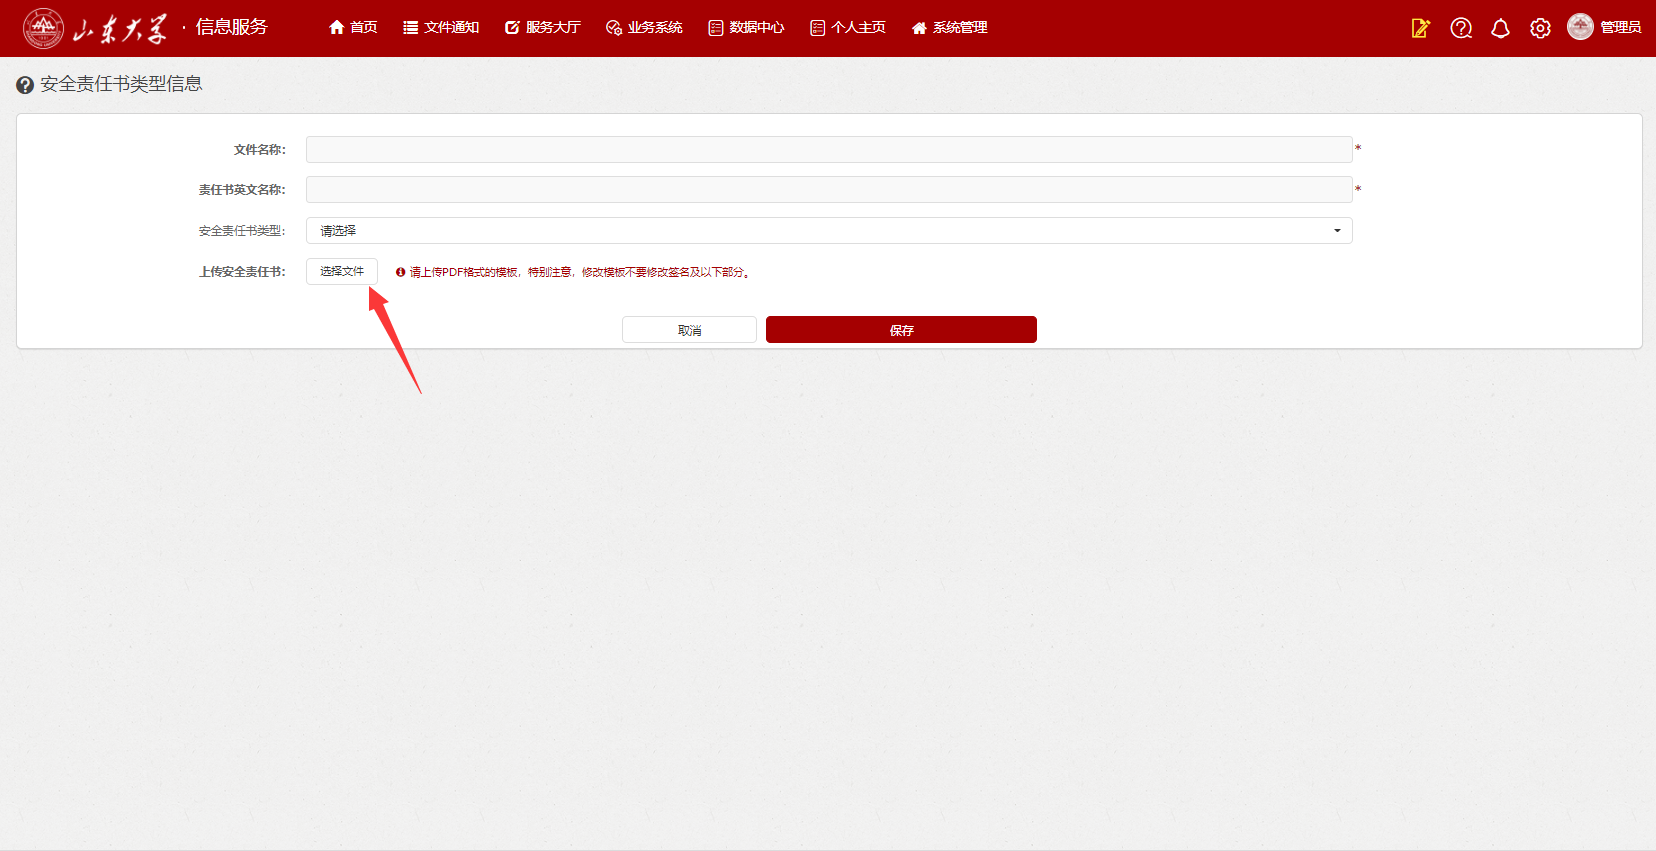 山东大学 · 信息服务 首页 文件通知 服务大厅 业务系统 数据中心 个人主页 系统管理 管理员
安全责任书类型信息
文件名称: *
责任书英文名称: *
安全责任书类型: 请选择
上传安全责任书: 选择文件 请上传PDF格式的模板，特别注意，修改模板不要修改签名及以下部分。
取消 保存